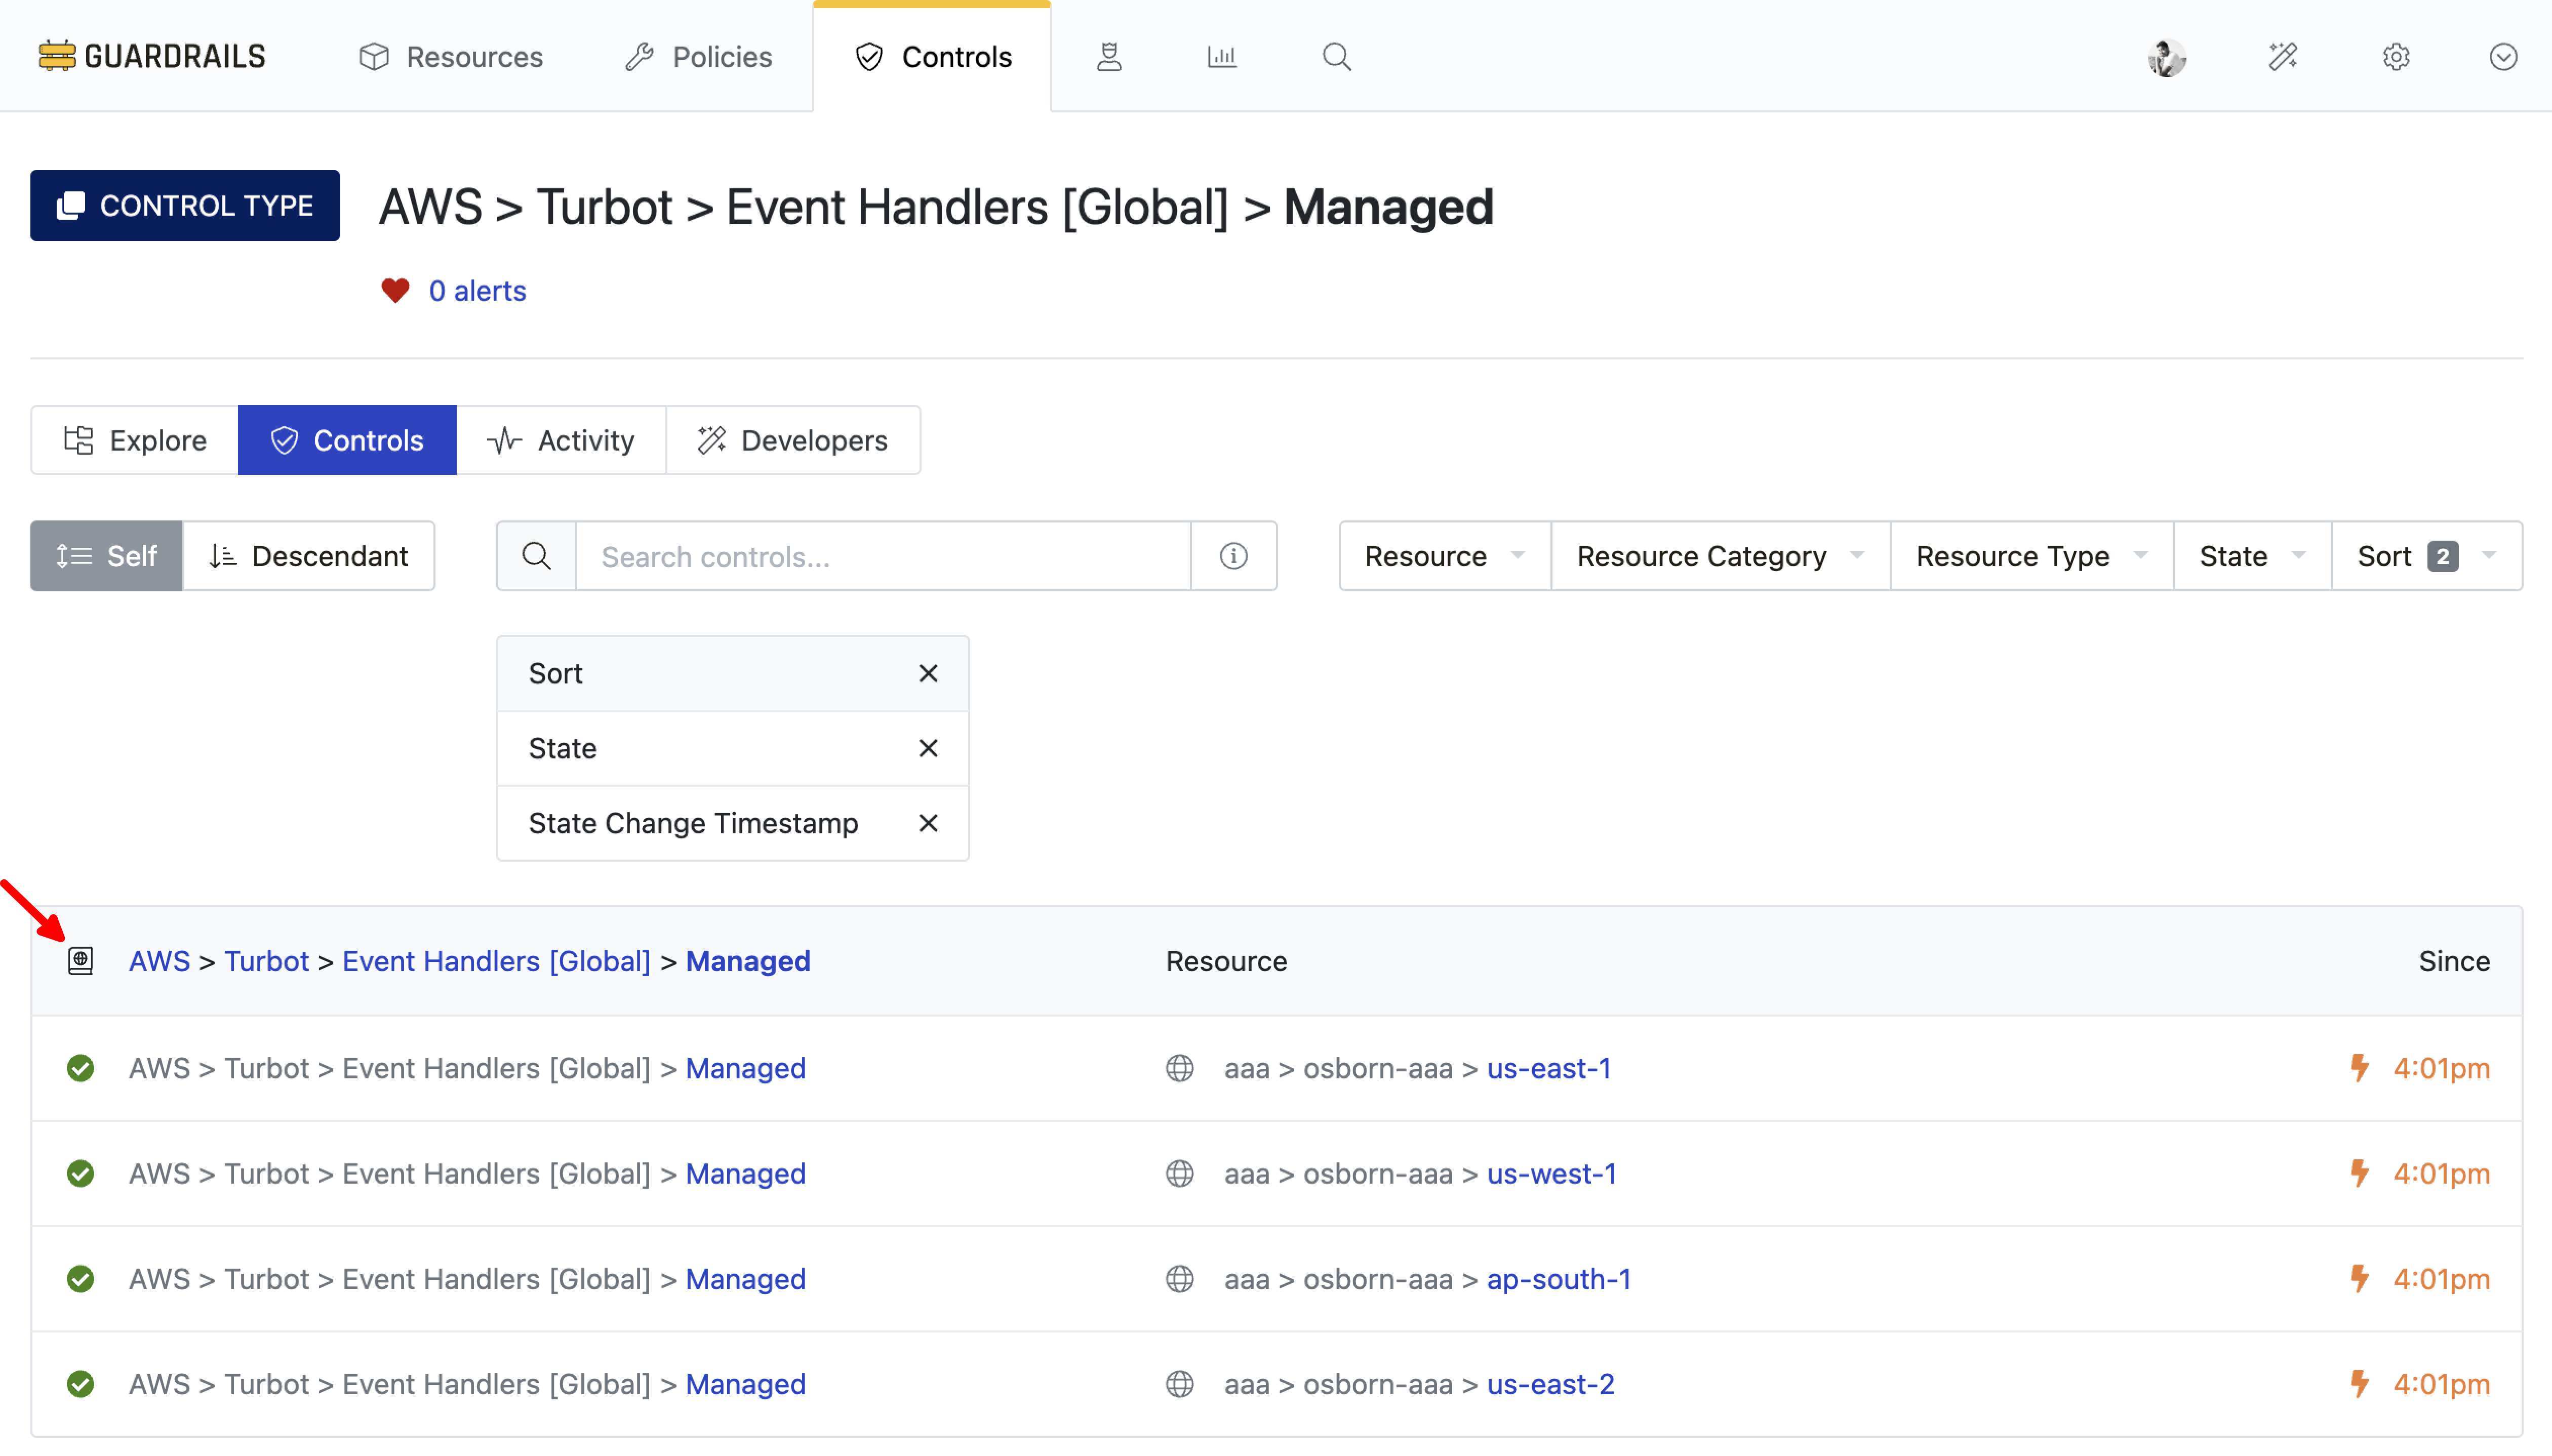 GUARDRAILS Resources Policies Controls
CONTROL TYPE AWS > Turbot > Event Handlers [Global] > Managed
0 alerts
Explore Controls Activity Developers
Self Descendant Search controls... Resource Resource Category Resource Type State Sort 2
Sort
State
State Change Timestamp
AWS > Turbot > Event Handlers [Global] > Managed Resource Since
AWS > Turbot > Event Handlers [Global] > Managed aaa > osborn-aaa > us-east-1 4:01pm
AWS > Turbot > Event Handlers [Global] > Managed aaa > osborn-aaa > us-west-1 4:01pm
AWS > Turbot > Event Handlers [Global] > Managed aaa > osborn-aaa > ap-south-1 4:01pm
AWS > Turbot > Event Handlers [Global] > Managed aaa > osborn-aaa > us-east-2 4:01pm